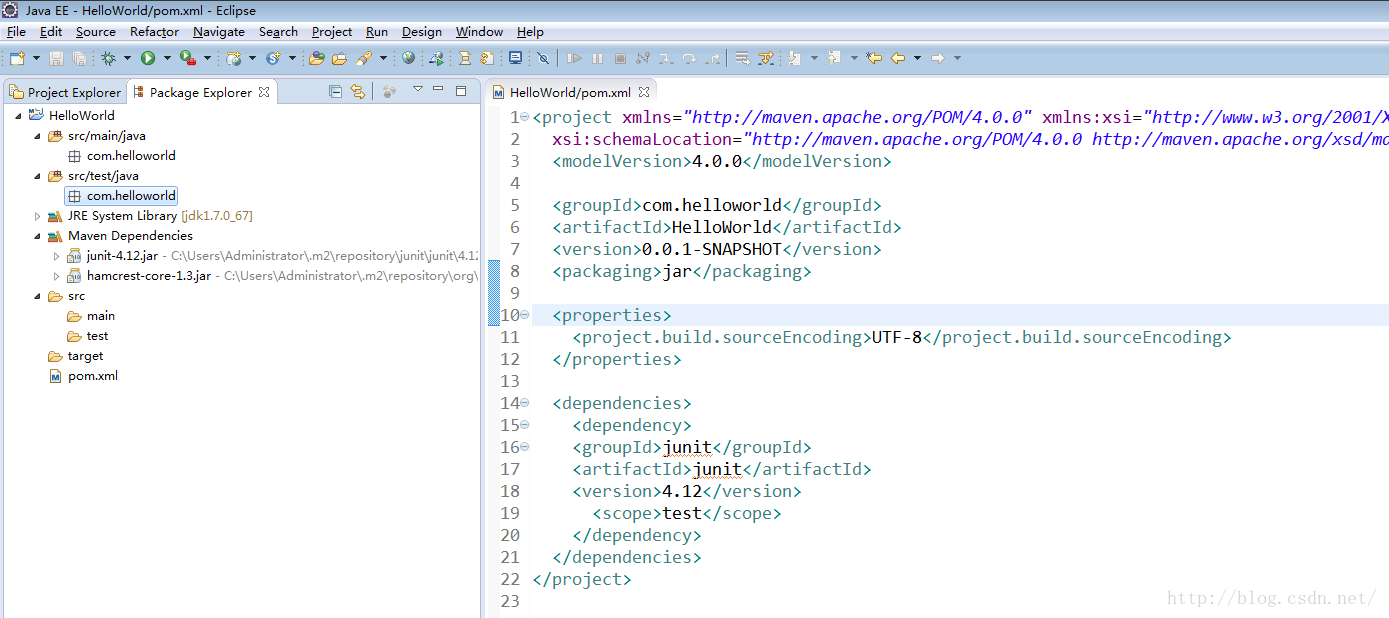 Java EE - HelloWorld/pom.xml - Eclipse
File Edit Source Refactor Navigate Search Project Run Design Window Help
Project Explorer Package Explorer
HelloWorld
src/main/java
com.helloworld
src/test/java
com.helloworld
JRE System Library [jdk1.7.0_67]
Maven Dependencies
junit-4.12.jar - C:\Users\Administrator\.m2\repository\junit\junit\4.12
hamcrest-core-1.3.jar - C:\Users\Administrator\.m2\repository\org\
src
main
test
target
pom.xml
HelloWorld/pom.xml
1 <project xmlns="http://maven.apache.org/POM/4.0.0" xmlns:xsi="http://www.w3.org/2001/X
2 xsi:schemaLocation="http://maven.apache.org/POM/4.0.0 http://maven.apache.org/xsd/ma
3 <modelVersion>4.0.0</modelVersion>
4
5 <groupId>com.helloworld</groupId>
6 <artifactId>HelloWorld</artifactId>
7 <version>0.0.1-SNAPSHOT</version>
8 <packaging>jar</packaging>
9
10 <properties>
11 <project.build.sourceEncoding>UTF-8</project.build.sourceEncoding>
12 </properties>
13
14 <dependencies>
15 <dependency>
16 <groupId>junit</groupId>
17 <artifactId>junit</artifactId>
18 <version>4.12</version>
19 <scope>test</scope>
20 </dependency>
21 </dependencies>
22 </project>
23
http://blog.csdn.net/